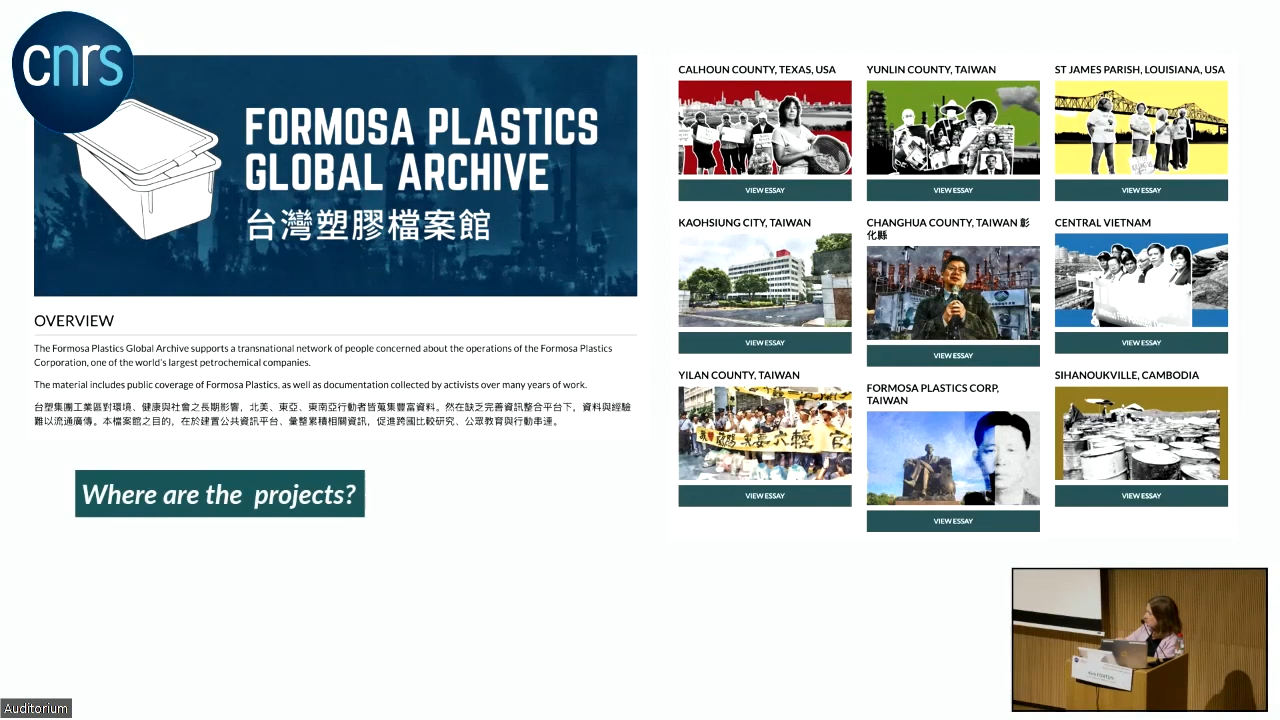 cnrs
FORMOSA PLASTICS
GLOBAL ARCHIVE
台灣塑膠檔案館
OVERVIEW
The Formosa Plastics Global Archive supports a transnational network of people concerned about the operations of the Formosa Plastics
Corporation, one of the world's largest petrochemical companies.
The material includes public coverage of Formosa Plastics, as well as documentation collected by activists over many years of work.
台塑集團工業區對環境、健康與社會之長期影響，北美、東亞、東南亞行動者皆蒐集豐富資料。然在缺乏完善資訊整合平台下，資料與經驗
難以流通廣傳。本檔案館之目的，在於建置公共資訊平台、彙整累積相關資訊，促進跨國比較研究、公眾教育與行動串連。
Where are the projects?
CALHOUN COUNTY, TEXAS, USA
VIEW ESSAY
YUNLIN COUNTY, TAIWAN
VIEW ESSAY
ST JAMES PARISH, LOUISIANA, USA
VIEW ESSAY
KAOHSIUNG CITY, TAIWAN
VIEW ESSAY
CHANGHUA COUNTY, TAIWAN 彰
化縣
VIEW ESSAY
CENTRAL VIETNAM
VIEW ESSAY
YILAN COUNTY, TAIWAN
VIEW ESSAY
FORMOSA PLASTICS CORP,
TAIWAN
VIEW ESSAY
SIHANOUKVILLE, CAMBODIA
VIEW ESSAY
Auditorium